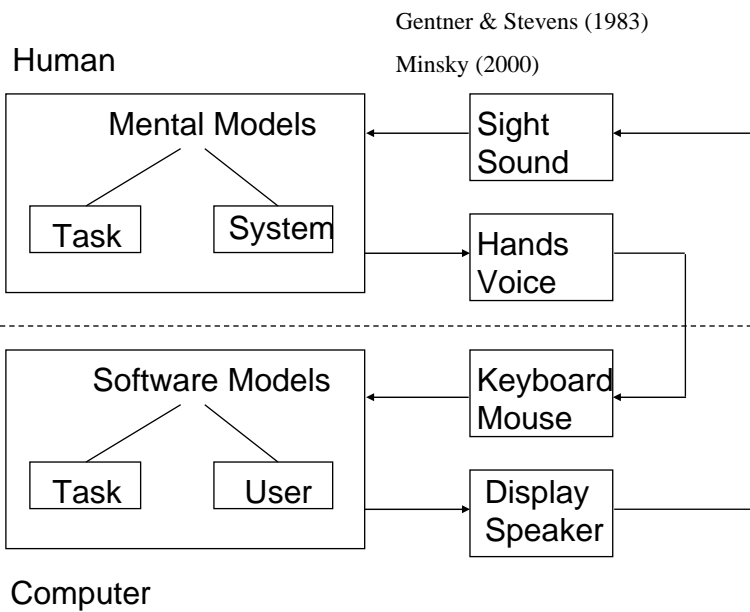 Gentner & Stevens (1983)
Minsky (2000)
Human
Mental Models
Task
System
Sight
Sound
Hands
Voice
Software Models
Task
User
Keyboard
Mouse
Display
Speaker
Computer